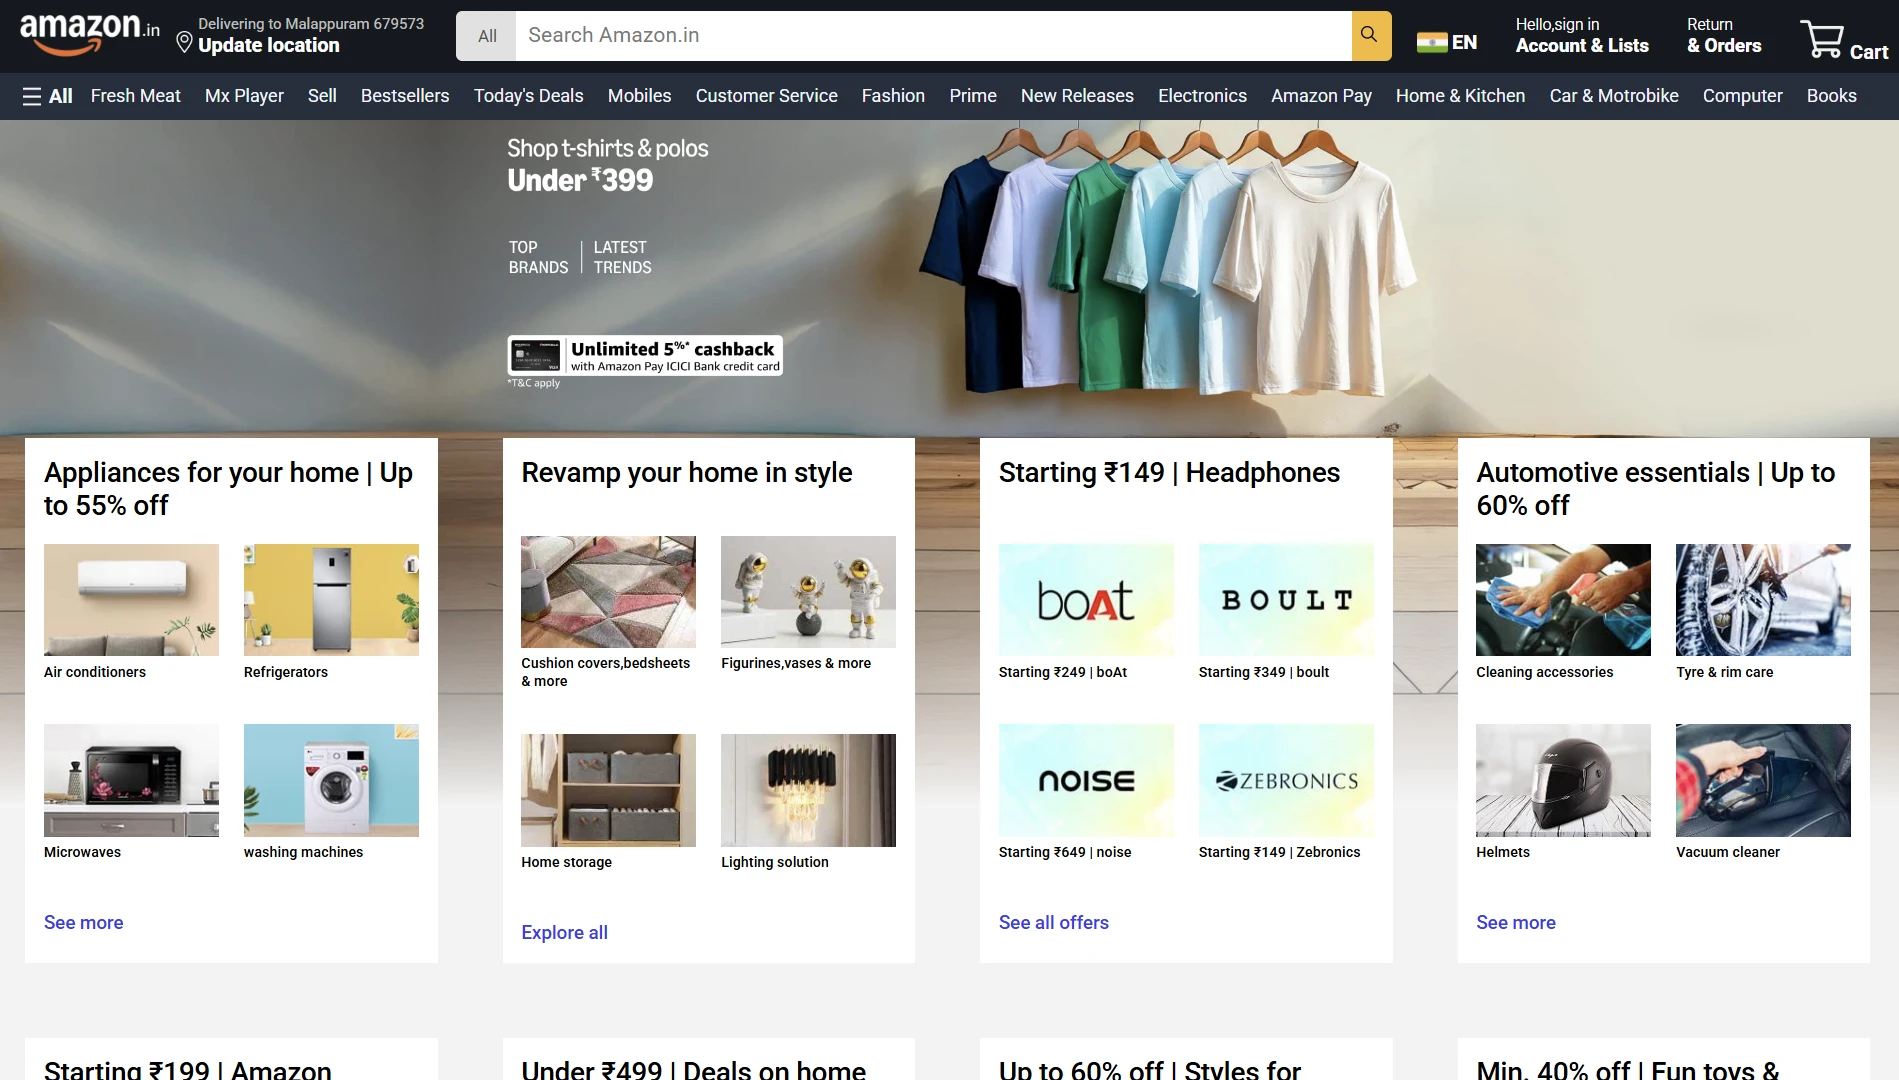 amazon.in
Delivering to Malappuram 679573
Update location
All
Search Amazon.in
EN
Hello,sign in
Account & Lists
Return
& Orders
Cart
All Fresh Meat Mx Player Sell Bestsellers Today's Deals Mobiles Customer Service Fashion Prime New Releases Electronics Amazon Pay Home & Kitchen Car & Motrobike Computer Books
Shop t-shirts & polos
Under ₹399
TOP
BRANDS
LATEST
TRENDS
Unlimited 5%* cashback
with Amazon Pay ICICI Bank credit card
*T&C apply
Appliances for your home | Up
to 55% off
Air conditioners
Refrigerators
Microwaves
washing machines
See more
Revamp your home in style
Cushion covers,bedsheets
& more
Figurines,vases & more
Home storage
Lighting solution
Explore all
Starting ₹149 | Headphones
boAt
BOULT
Starting ₹249 | boAt
Starting ₹349 | boult
noise
ZEBRONICS
Starting ₹649 | noise
Starting ₹149 | Zebronics
See all offers
Automotive essentials | Up to
60% off
Cleaning accessories
Tyre & rim care
Helmets
Vacuum cleaner
See more
Starting ₹199 | Amazon
Under ₹499 | Deals on home
Up to 60% off | Styles for
Min. 40% off | Fun toys &